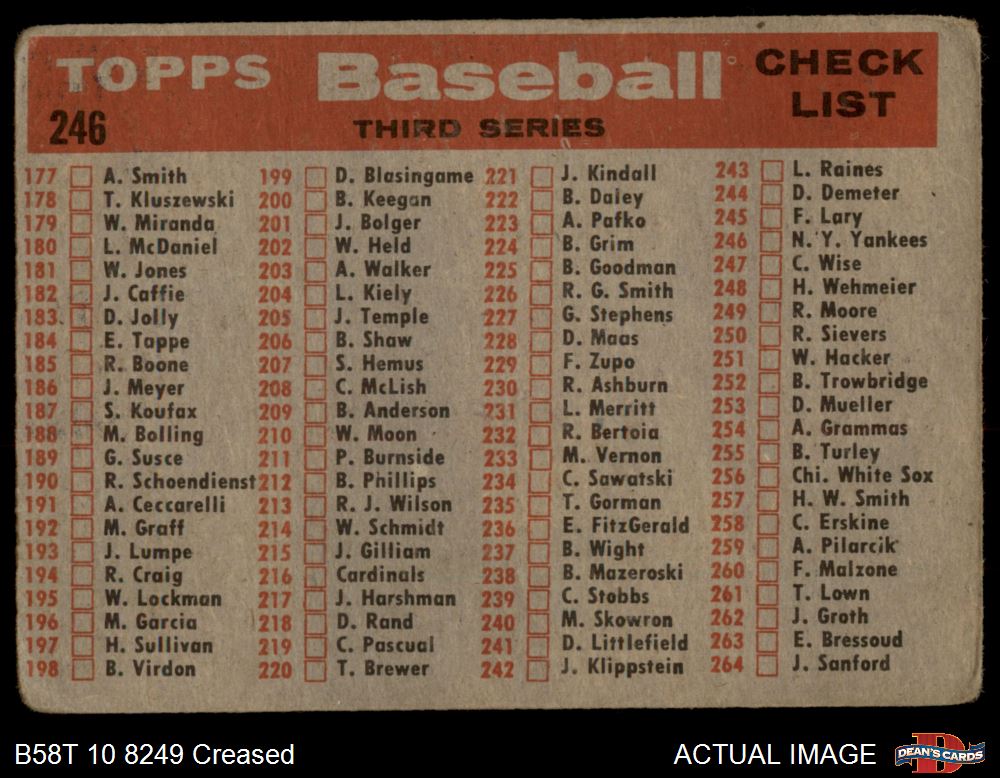 TOPPS Baseball CHECK LIST
246 THIRD SERIES
177 A. Smith
178 T. Kluszewski
179 W. Miranda
180 L. McDaniel
181 W. Jones
182 J. Caffie
183 D. Jolly
184 E. Tappe
185 R. Boone
186 J. Meyer
187 S. Koufax
188 M. Bolling
189 G. Susce
190 R. Schoendienst
191 A. Ceccarelli
192 M. Graff
193 J. Lumpe
194 R. Craig
195 W. Lockman
196 M. Garcia
197 H. Sullivan
198 B. Virdon
199 D. Blasingame
200 B. Keegan
201 J. Bolger
202 W. Held
203 A. Walker
204 L. Kiely
205 J. Temple
206 B. Shaw
207 S. Hemus
208 C. McLish
209 B. Anderson
210 W. Moon
211 P. Burnside
212 B. Phillips
213 R. J. Wilson
214 W. Schmidt
215 J. Gilliam
216 Cardinals
217 J. Harshman
218 D. Rand
219 C. Pascual
220 T. Brewer
221 J. Kindall
222 B. Daley
223 A. Pafko
224 B. Grim
225 B. Goodman
226 R. G. Smith
227 G. Stephens
228 D. Maas
229 F. Zupo
230 R. Ashburn
231 L. Merritt
232 R. Bertoia
233 M. Vernon
234 C. Sawatski
235 T. Gorman
236 E. FitzGerald
237 B. Wight
238 B. Mazeroski
239 C. Stobbs
240 M. Skowron
241 D. Littlefield
242 J. Klippstein
243 L. Raines
244 D. Demeter
245 F. Lary
246 N. Y. Yankees
247 C. Wise
248 H. Wehmeier
249 R. Moore
250 R. Sievers
251 W. Hacker
252 B. Trowbridge
253 D. Mueller
254 A. Grammas
255 B. Turley
256 Chi. White Sox
257 H. W. Smith
258 C. Erskine
259 A. Pilarcik
260 F. Malzone
261 T. Lown
262 J. Groth
263 E. Bressoud
264 J. Sanford
B58T 10 8249 Creased ACTUAL IMAGE DEAN'S CARDS